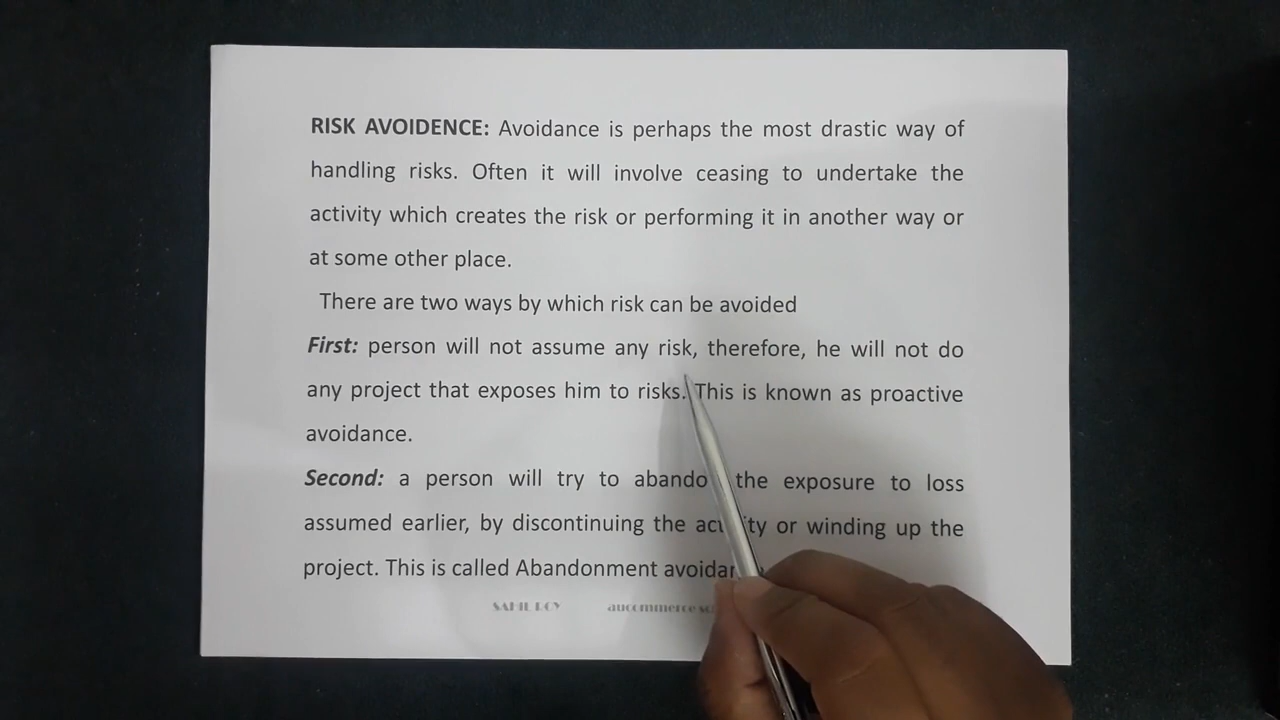 RISK AVOIDENCE: Avoidance is perhaps the most drastic way of
handling risks. Often it will involve ceasing to undertake the
activity which creates the risk or performing it in another way or
at some other place.
There are two ways by which risk can be avoided
First: person will not assume any risk, therefore, he will not do
any project that exposes him to risks. This is known as proactive
avoidance.
Second: a person will try to abando the exposure to loss
assumed earlier, by discontinuing the or winding up the
project. This is called Abandonment
aucommerce